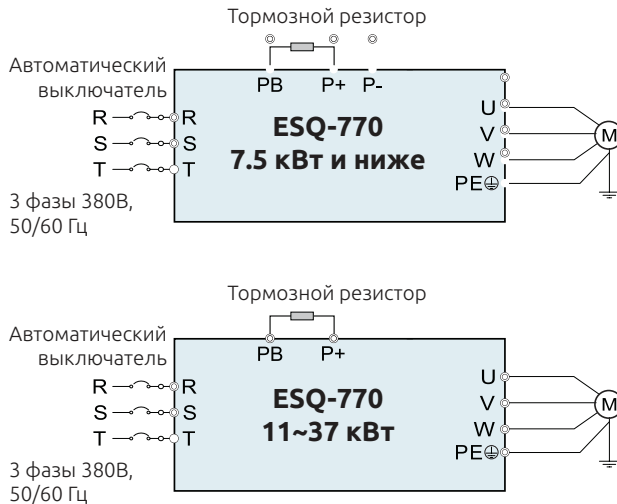 Тормозной резистор
Автоматический
выключатель
PB P+ P-
R R
S S
T T
ESQ-770
7.5 кВт и ниже
U
V
W
PE
M
3 фазы 380В,
50/60 Гц
Тормозной резистор
Автоматический
выключатель
PB P+
R R
S S
T T
ESQ-770
11~37 кВт
U
V
W
PE
M
3 фазы 380В,
50/60 Гц